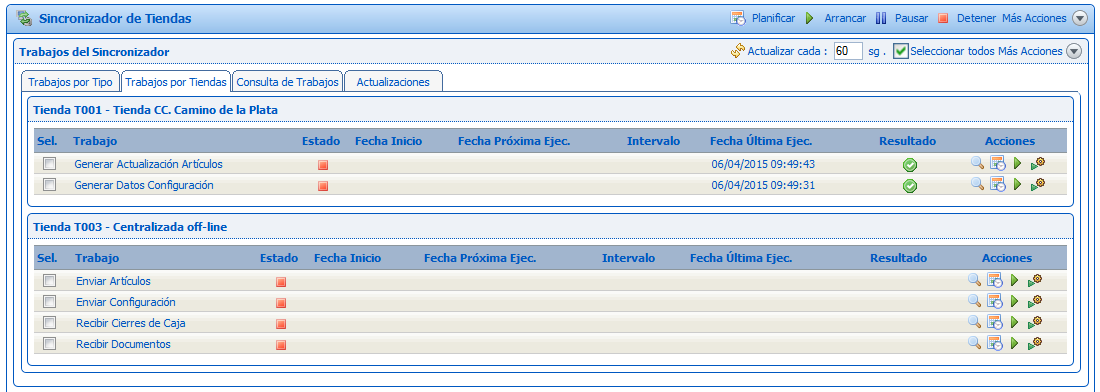 Sincronizador de Tiendas Planificar Arrancar Pausar Detener Más Acciones
Trabajos del Sincronizador Actualizar cada : 60 sg . Seleccionar todos Más Acciones
Trabajos por Tipo Trabajos por Tiendas Consulta de Trabajos Actualizaciones
Tienda T001 - Tienda CC. Camino de la Plata
Sel. Trabajo Estado Fecha Inicio Fecha Próxima Ejec. Intervalo Fecha Última Ejec. Resultado Acciones
Generar Actualización Artículos 06/04/2015 09:49:43
Generar Datos Configuración 06/04/2015 09:49:31
Tienda T003 - Centralizada off-line
Sel. Trabajo Estado Fecha Inicio Fecha Próxima Ejec. Intervalo Fecha Última Ejec. Resultado Acciones
Enviar Artículos
Enviar Configuración
Recibir Cierres de Caja
Recibir Documentos